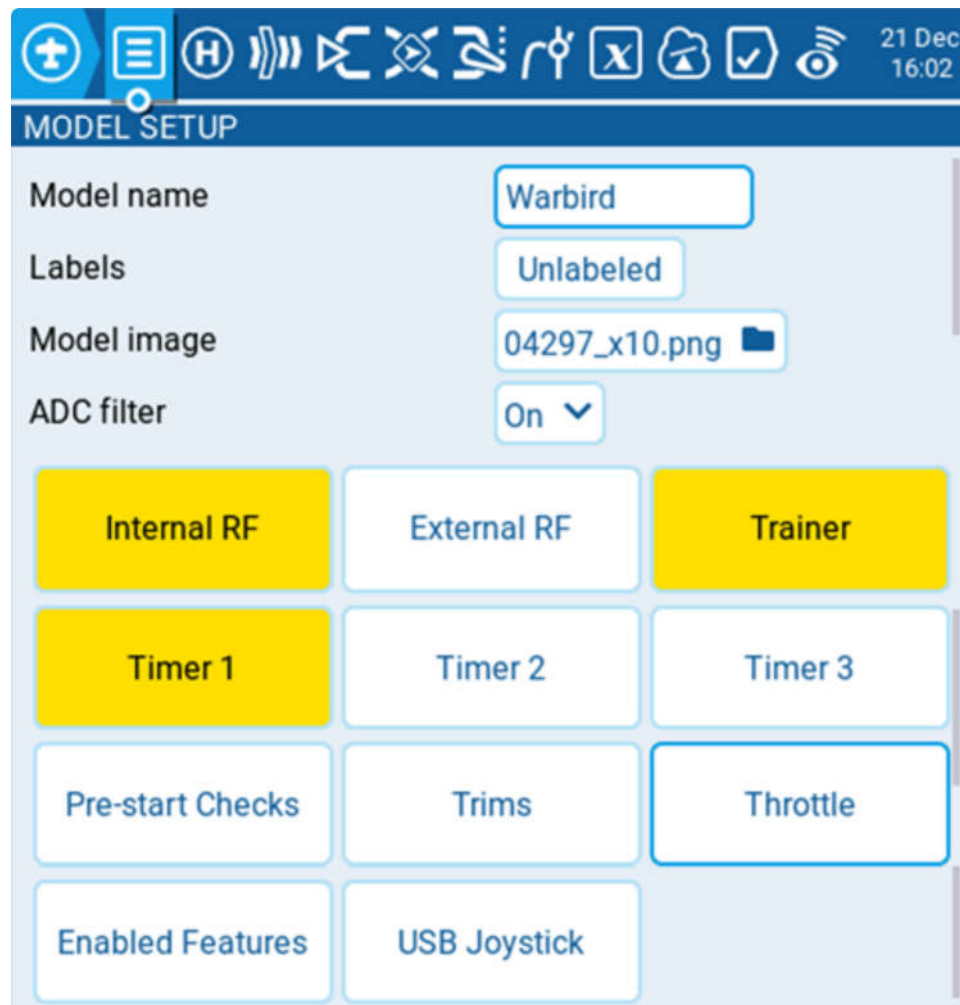 H
x
21 Dec
16:02
MODEL SETUP
Model name Warbird
Labels Unlabeled
Model image 04297_x10.png
ADC filter On
Internal RF External RF Trainer
Timer 1 Timer 2 Timer 3
Pre-start Checks Trims Throttle
Enabled Features USB Joystick